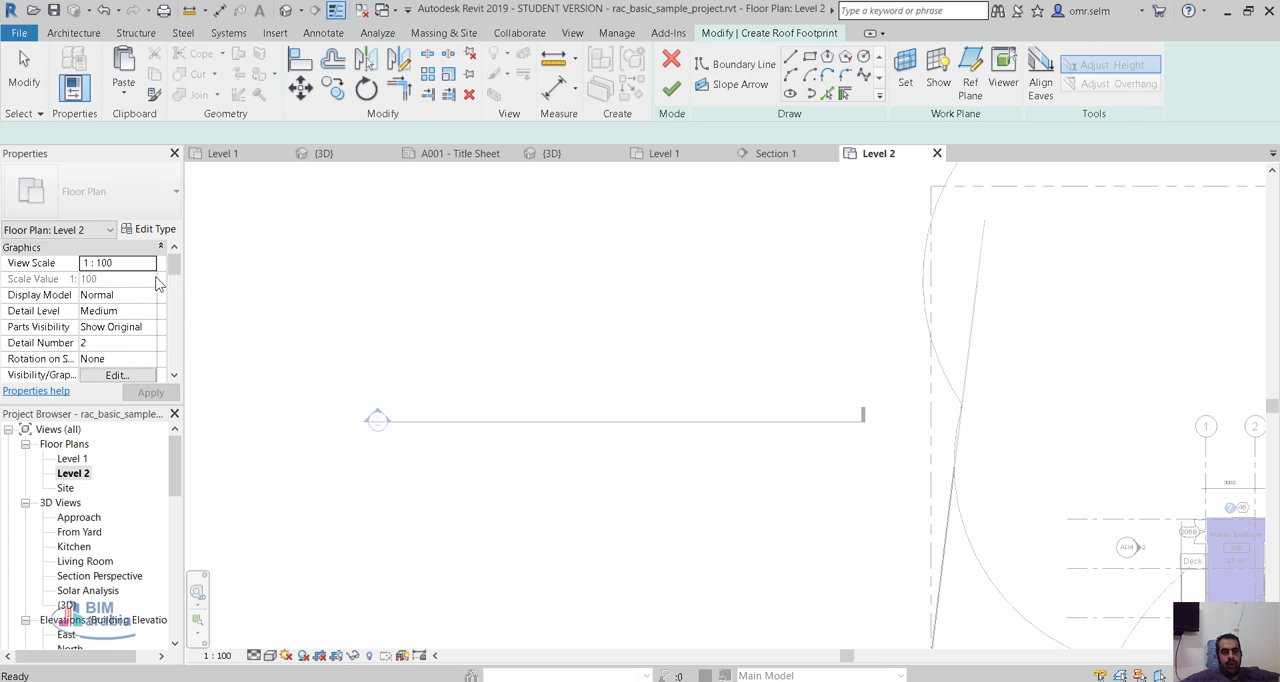 Autodesk Revit 2019 - STUDENT VERSION - rac_basic_sample_project.rvt - Floor Plan: Level 2
Type a keyword or phrase
omr.selm
File Architecture Structure Steel Systems Insert Annotate Analyze Massing & Site Collaborate View Manage Add-Ins Modify | Create Roof Footprint
Modify
Paste
Cope
Cut
Join
Boundary Line
Slope Arrow
Set Show Ref Plane Viewer
Align Eaves
Adjust Height
Adjust Overhang
Select Properties Clipboard Geometry Modify View Measure Create Mode Draw Work Plane Tools
Properties
Level 1 {3D} A001 - Title Sheet {3D} Level 1 Section 1 Level 2
Floor Plan
Floor Plan: Level 2 Edit Type
Graphics
View Scale 1 : 100
Scale Value 1: 100
Display Model Normal
Detail Level Medium
Parts Visibility Show Original
Detail Number 2
Rotation on S... None
Visibility/Grap... Edit...
Properties help Apply
Project Browser - rac_basic_sample...
Views (all)
Floor Plans
Level 1
Level 2
Site
3D Views
Approach
From Yard
Kitchen
Living Room
Section Perspective
Solar Analysis
{3D}
Elevations (Building Elevatio
East
North
BIM
arabia
1 2
3000
46
Deck
1 : 100
Ready
:0
Main Model